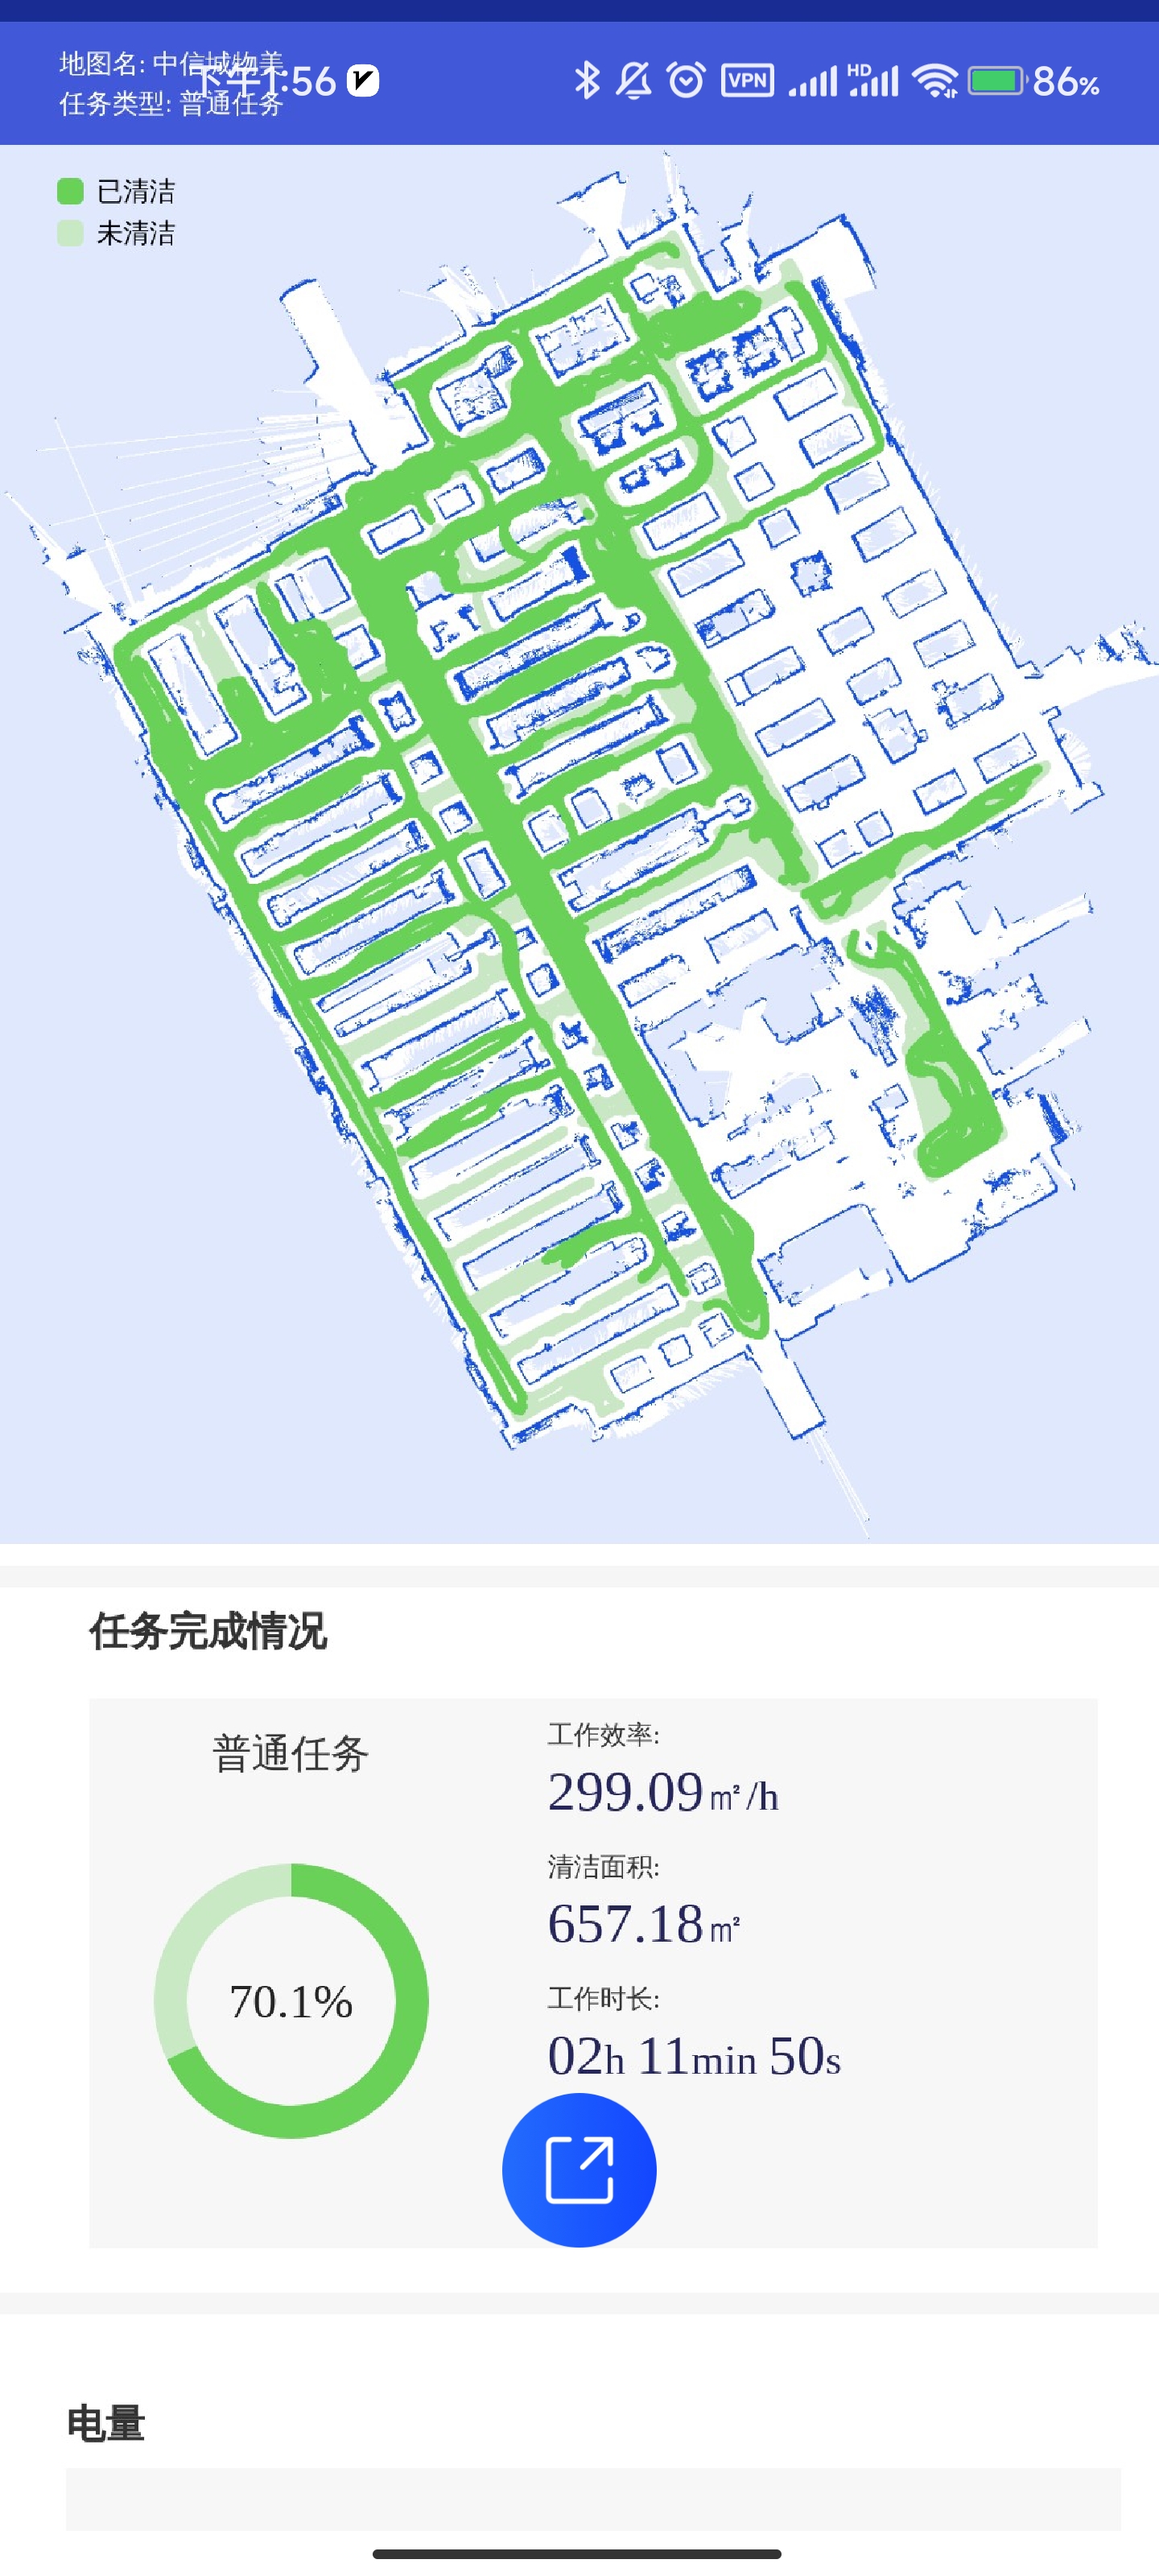 地图名: 中信城物美
下午1:56
VPN
HD
86%
任务类型: 普通任务
已清洁
未清洁
任务完成情况
普通任务
70.1%
工作效率:
299.09㎡/h
清洁面积:
657.18㎡
工作时长:
02h 11min 50s
电量